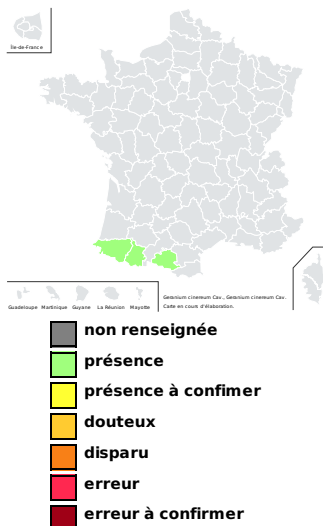 Île-de-France
Geranium cinereum Cav., Geranium cinereum Cav.
Carte en cours d'élaboration.
Guadeloupe Martinique Guyane La Réunion Mayotte
non renseignée
présence
présence à confimer
douteux
disparu
erreur
erreur à confirmer